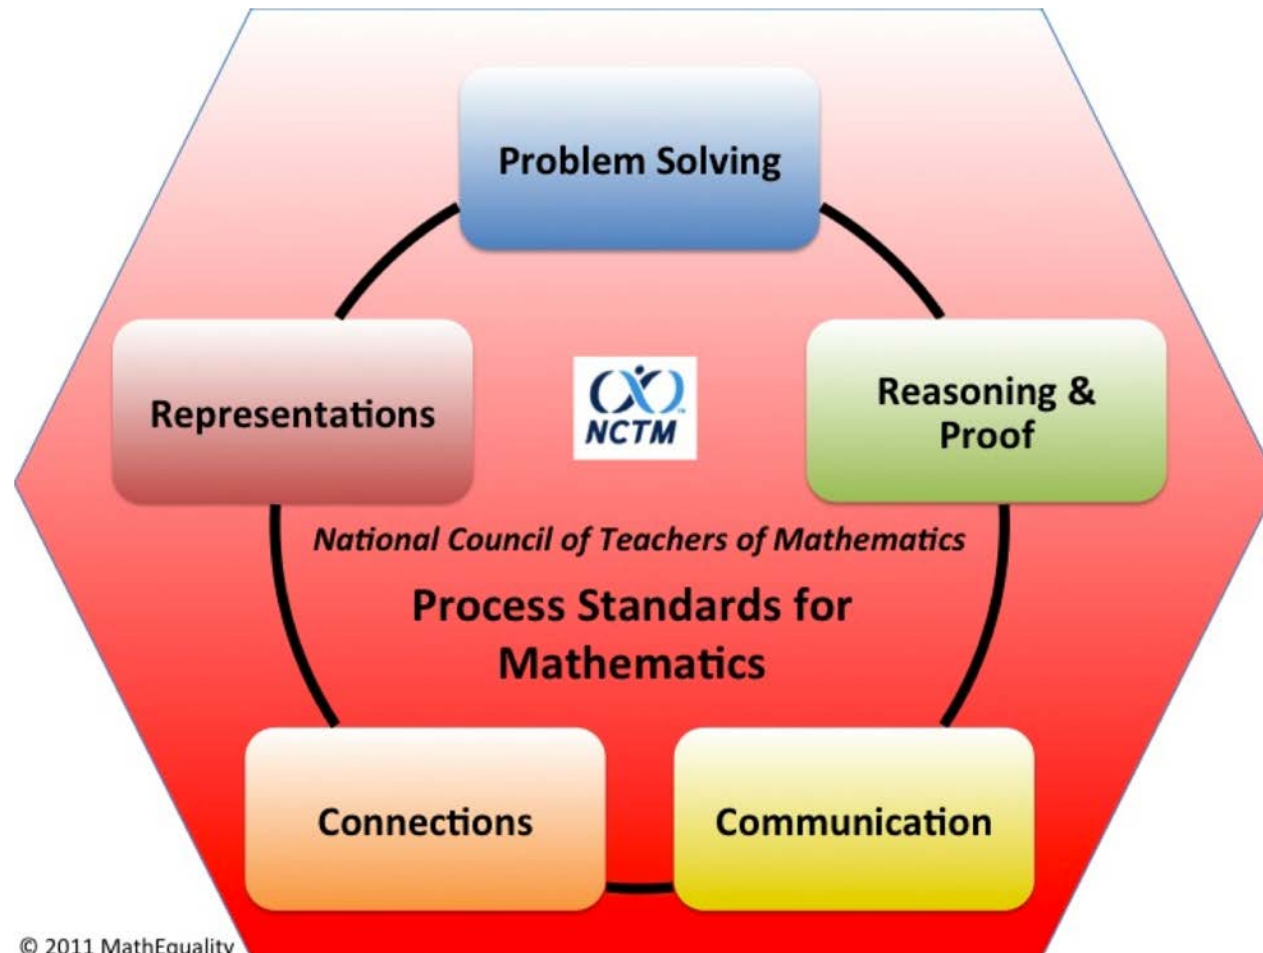 Problem Solving
Representations
Reasoning &
Proof
NCTM
National Council of Teachers of Mathematics
Process Standards for
Mathematics
Connections
Communication
© 2011 MathEquality